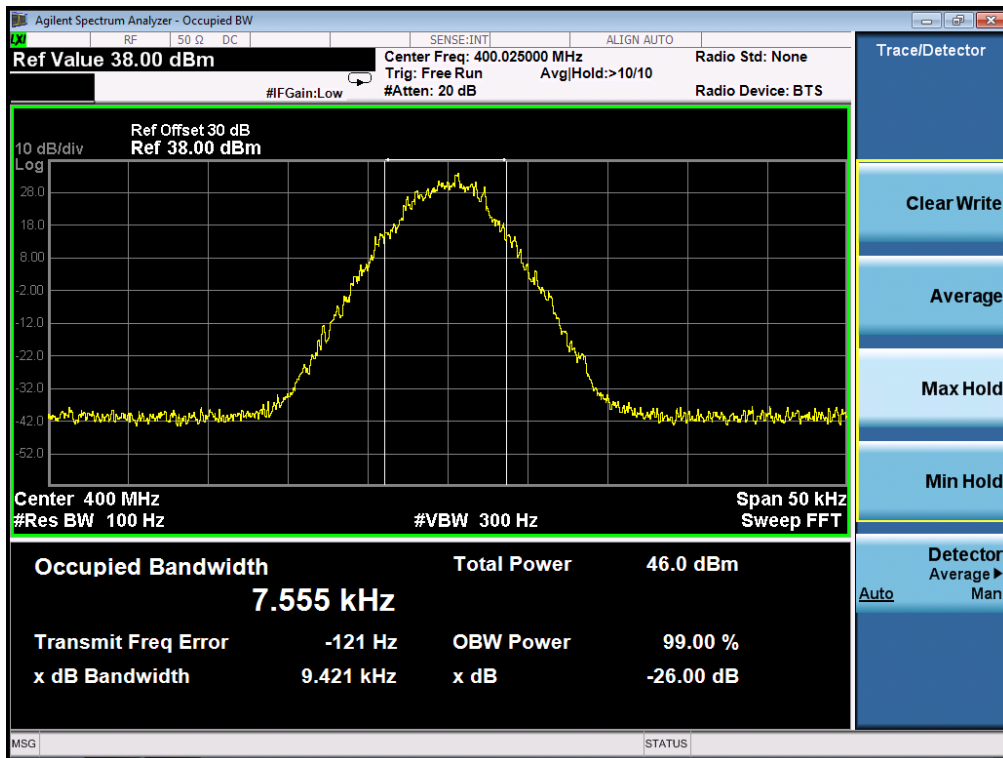 Agilent Spectrum Analyzer - Occupied BW
LXI
RF 50 Ω DC SENSE:INT ALIGN AUTO
Ref Value 38.00 dBm
Center Freq: 400.025000 MHz
Radio Std: None
Trig: Free Run Avg|Hold:>10/10
#IFGain:Low
#Atten: 20 dB
Radio Device: BTS
Ref Offset 30 dB
10 dB/div Ref 38.00 dBm
Log
28.0
18.0
8.00
-2.00
-12.0
-22.0
-32.0
-42.0
-52.0
Center 400 MHz
Span 50 kHz
#Res BW 100 Hz
#VBW 300 Hz
Sweep FFT
Occupied Bandwidth
Total Power 46.0 dBm
7.555 kHz
Transmit Freq Error -121 Hz
OBW Power 99.00 %
x dB Bandwidth 9.421 kHz
x dB -26.00 dB
MSG
STATUS
Trace/Detector
Clear Write
Average
Max Hold
Min Hold
Detector
Average
Auto Man